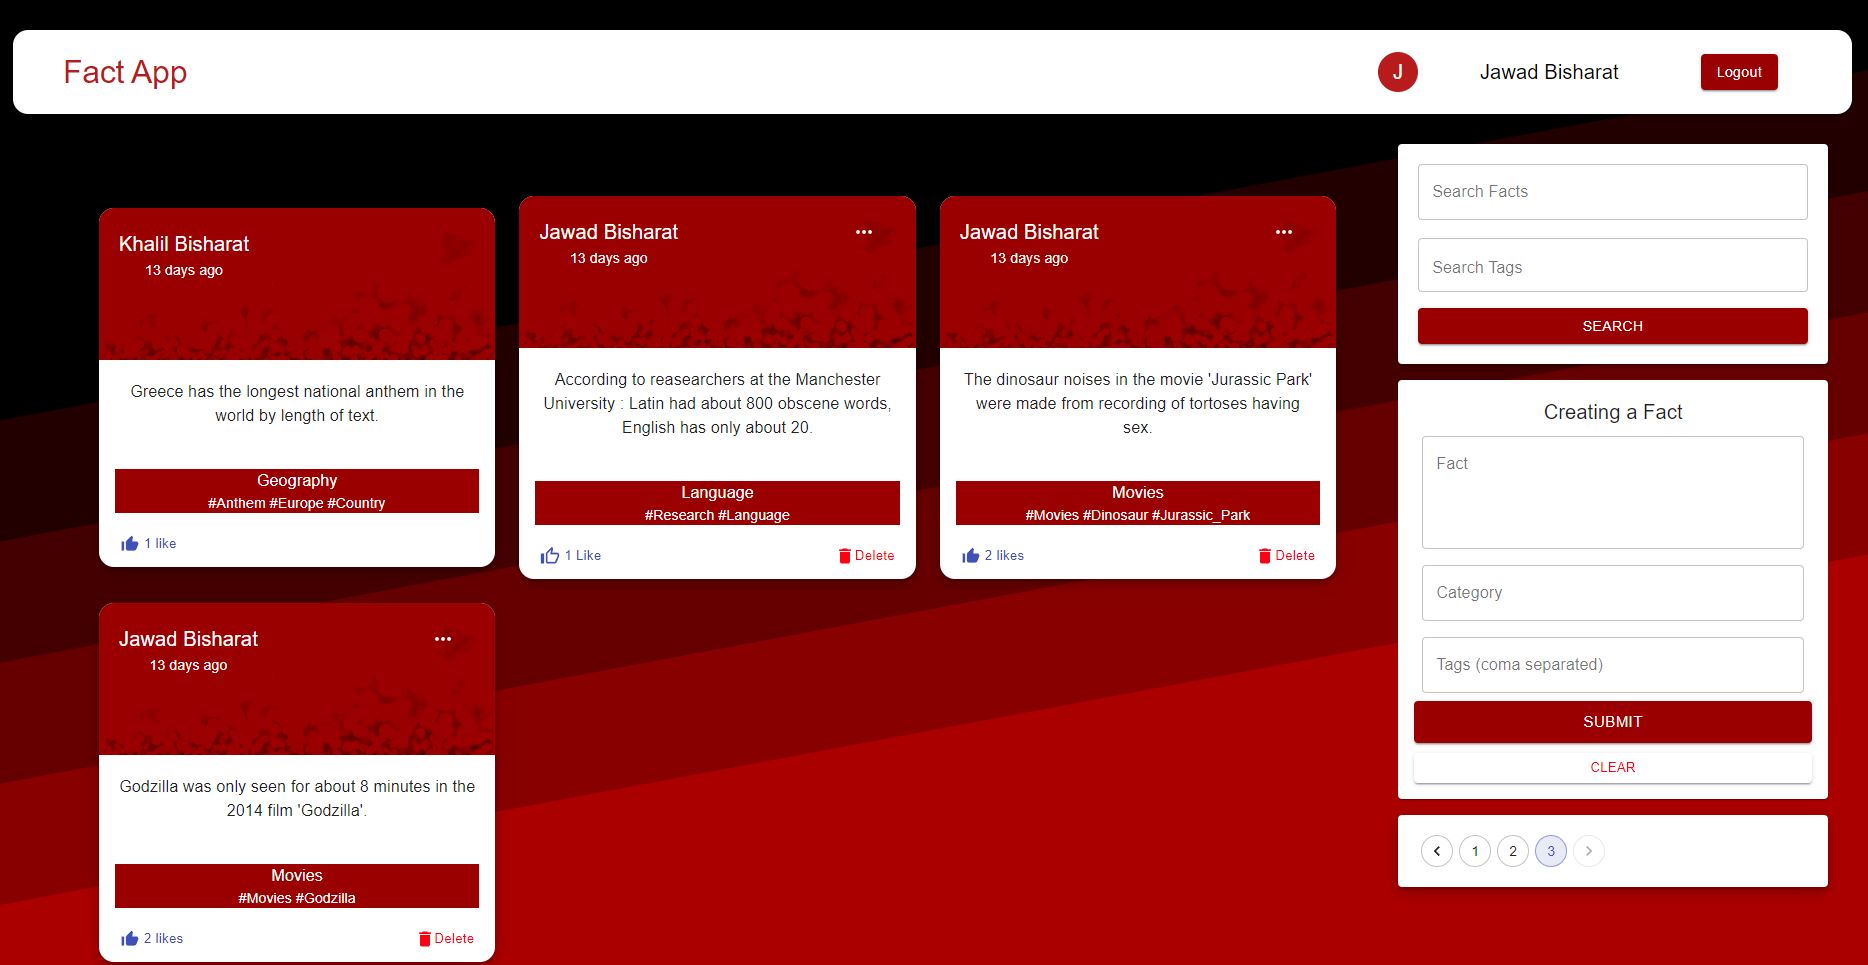 Fact App
J
Jawad Bisharat
Logout
Khalil Bisharat
13 days ago
Greece has the longest national anthem in the
world by length of text.
Geography
#Anthem #Europe #Country
1 like
Jawad Bisharat
13 days ago
According to reasearchers at the Manchester
University : Latin had about 800 obscene words,
English has only about 20.
Language
#Research #Language
1 Like
Delete
Jawad Bisharat
13 days ago
The dinosaur noises in the movie 'Jurassic Park'
were made from recording of tortoises having
sex.
Movies
#Movies #Dinosaur #Jurassic_Park
2 likes
Delete
Jawad Bisharat
13 days ago
Godzilla was only seen for about 8 minutes in the
2014 film 'Godzilla'.
Movies
#Movies #Godzilla
2 likes
Delete
Search Facts
Search Tags
SEARCH
Creating a Fact
Fact
Category
Tags (coma separated)
SUBMIT
CLEAR
1 2 3